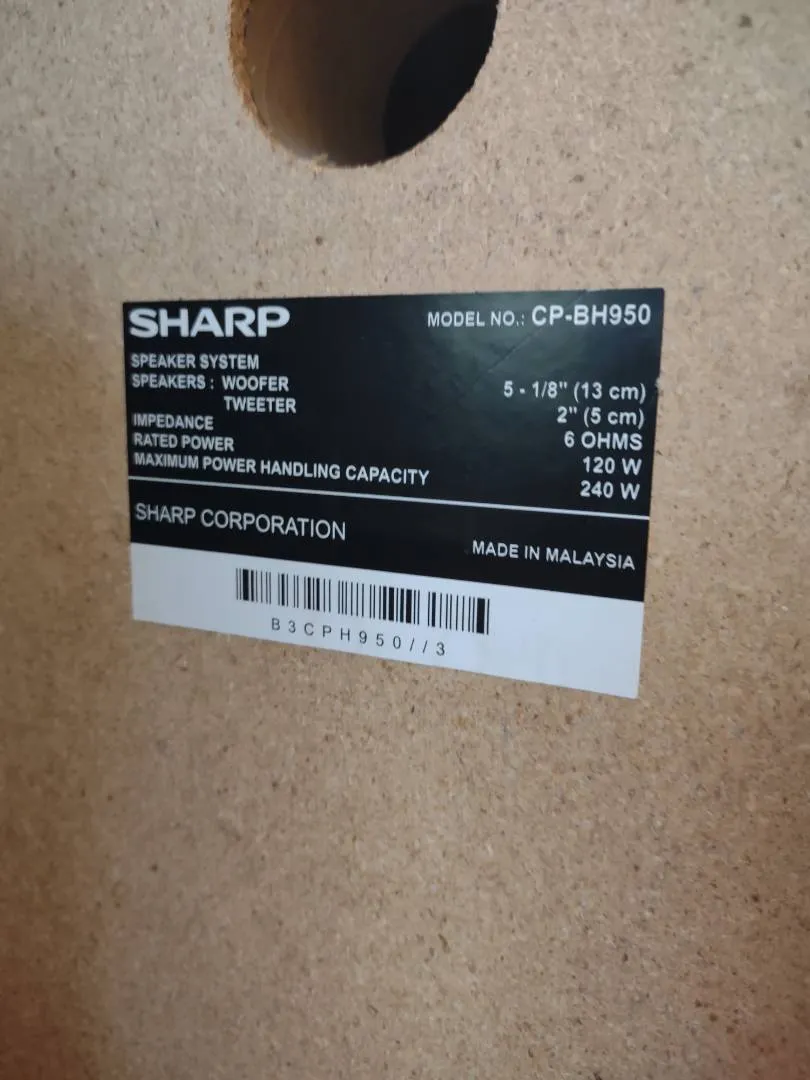 SHARP MODEL NO.: CP-BH950
SPEAKER SYSTEM
SPEAKERS : WOOFER 5 - 1/8" (13 cm)
TWEETER 2" (5 cm)
IMPEDANCE 6 OHMS
RATED POWER 120 W
MAXIMUM POWER HANDLING CAPACITY 240 W
SHARP CORPORATION MADE IN MALAYSIA
B3CPH950//3